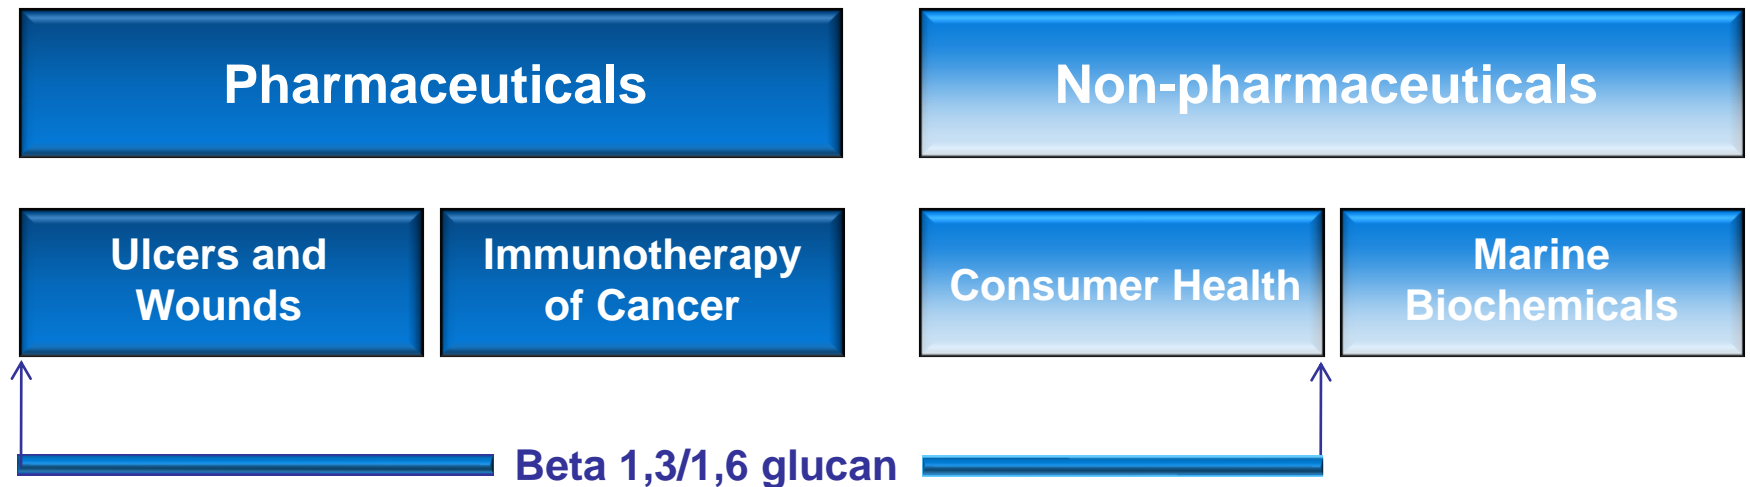 Pharmaceuticals
Non-pharmaceuticals
Ulcers and
Wounds
Immunotherapy
of Cancer
Consumer Health
Marine
Biochemicals
Beta 1,3/1,6 glucan